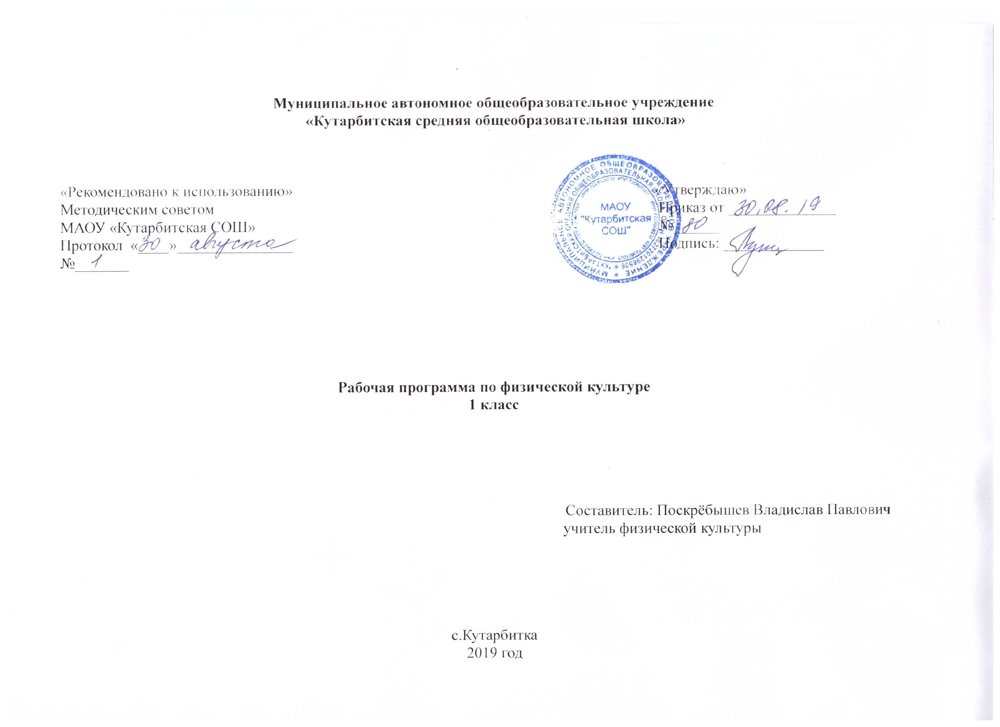 Муниципальное автономное общеобразовательное учреждение
«Кутарбитская средняя общеобразовательная школа»
«Рекомендовано к использованию»
Методическим советом
МАОУ «Кутарбитская СОШ»
Протокол «30» августа
№ 1
«Утверждаю»
Приказ от 30.08.19
№ 80
Подпись:
МУНИЦИПАЛЬНОЕ АВТОНОМНОЕ ОБЩЕОБРАЗОВАТЕЛЬНОЕ УЧРЕЖДЕНИЕ *
"КУТАРБИТСКАЯ СРЕДНЯЯ ОБЩЕОБРАЗОВАТЕЛЬНАЯ ШКОЛА" ОГРН 1027201296506 *
МАОУ
"Кутарбитская
СОШ"
Рабочая программа по физической культуре
1 класс
Составитель: Поскрёбышев Владислав Павлович
учитель физической культуры
с.Кутарбитка
2019 год